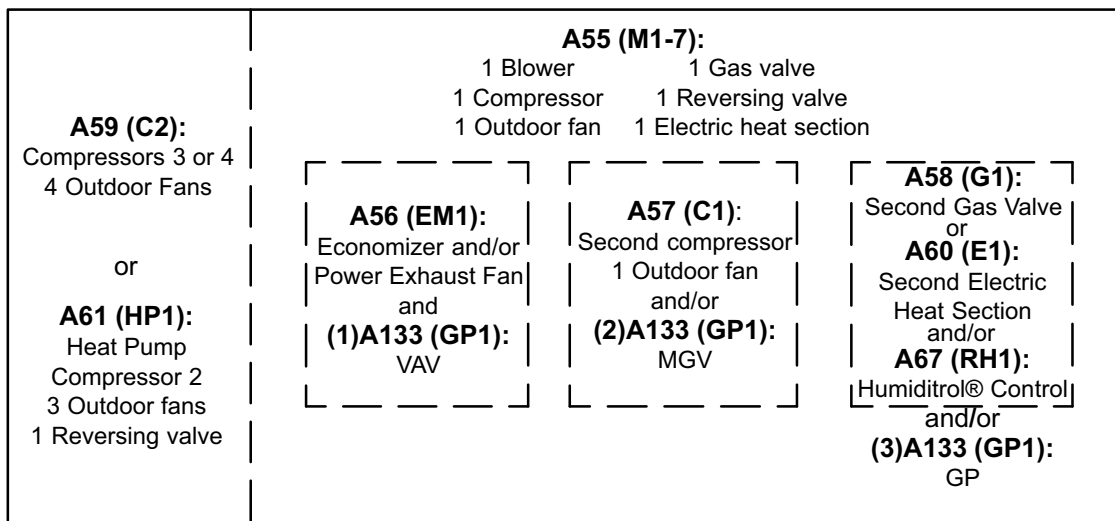 A59 (C2):
Compressors 3 or 4
4 Outdoor Fans
or
A61 (HP1):
Heat Pump
Compressor 2
3 Outdoor fans
1 Reversing valve
A55 (M1-7):
1 Blower 1 Gas valve
1 Compressor 1 Reversing valve
1 Outdoor fan 1 Electric heat section
A56 (EM1):
Economizer and/or
Power Exhaust Fan
and
(1)A133 (GP1):
VAV
A57 (C1):
Second compressor
1 Outdoor fan
and/or
(2)A133 (GP1):
MGV
A58 (G1):
Second Gas Valve
or
A60 (E1):
Second Electric
Heat Section
and/or
A67 (RH1)
Humiditrol® Control
and/or
(3)A133 (GP1):
GP